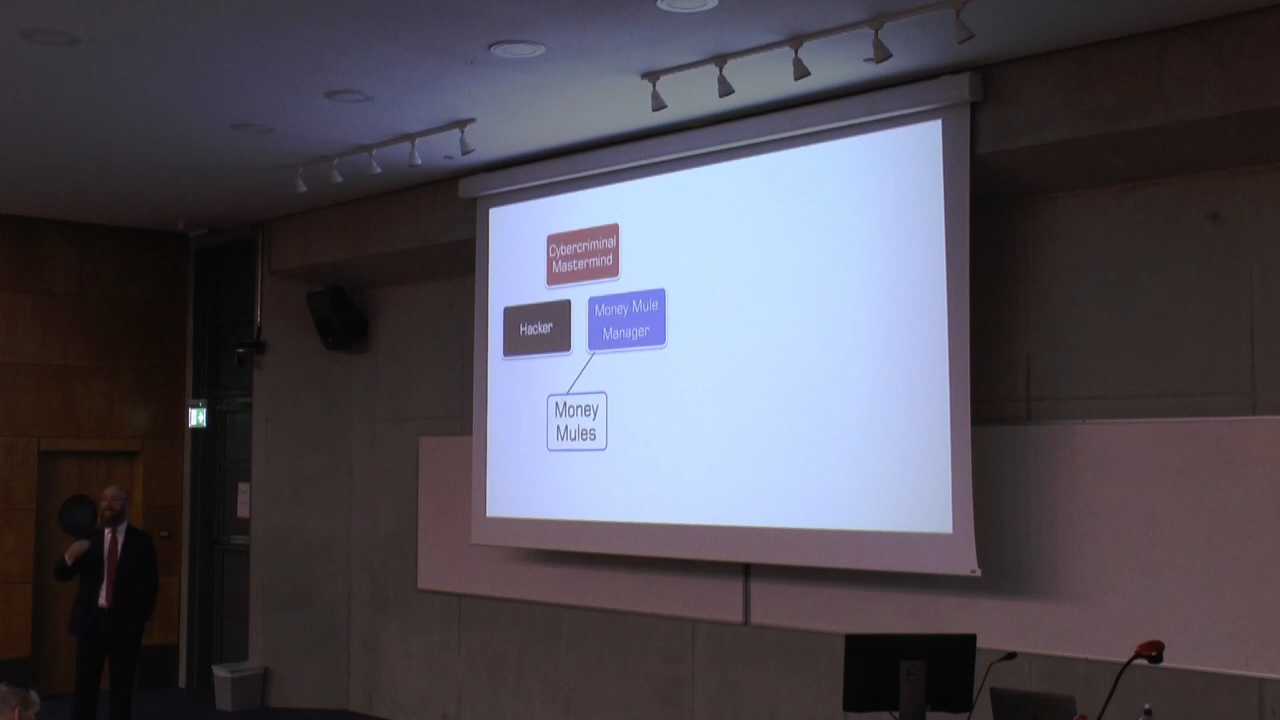 Cybercriminal
Mastermind
Hacker
Money Mule
Manager
Money
Mules